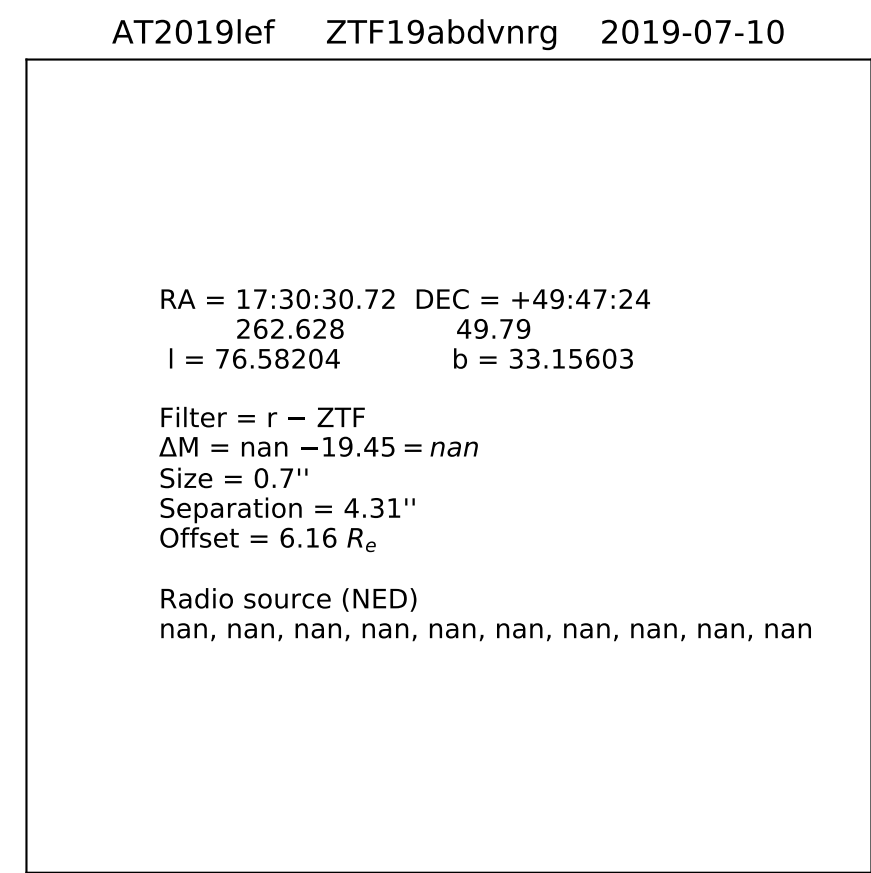 AT2019lef ZTF19abdvnrg 2019-07-10
RA = 17:30:30.72 DEC = +49:47:24
262.628 49.79
l = 76.58204 b = 33.15603
Filter = r − ZTF
ΔM = nan −19.45 = nan
Size = 0.7''
Separation = 4.31''
Offset = 6.16 Rₑ
Radio source (NED)
nan, nan, nan, nan, nan, nan, nan, nan, nan, nan